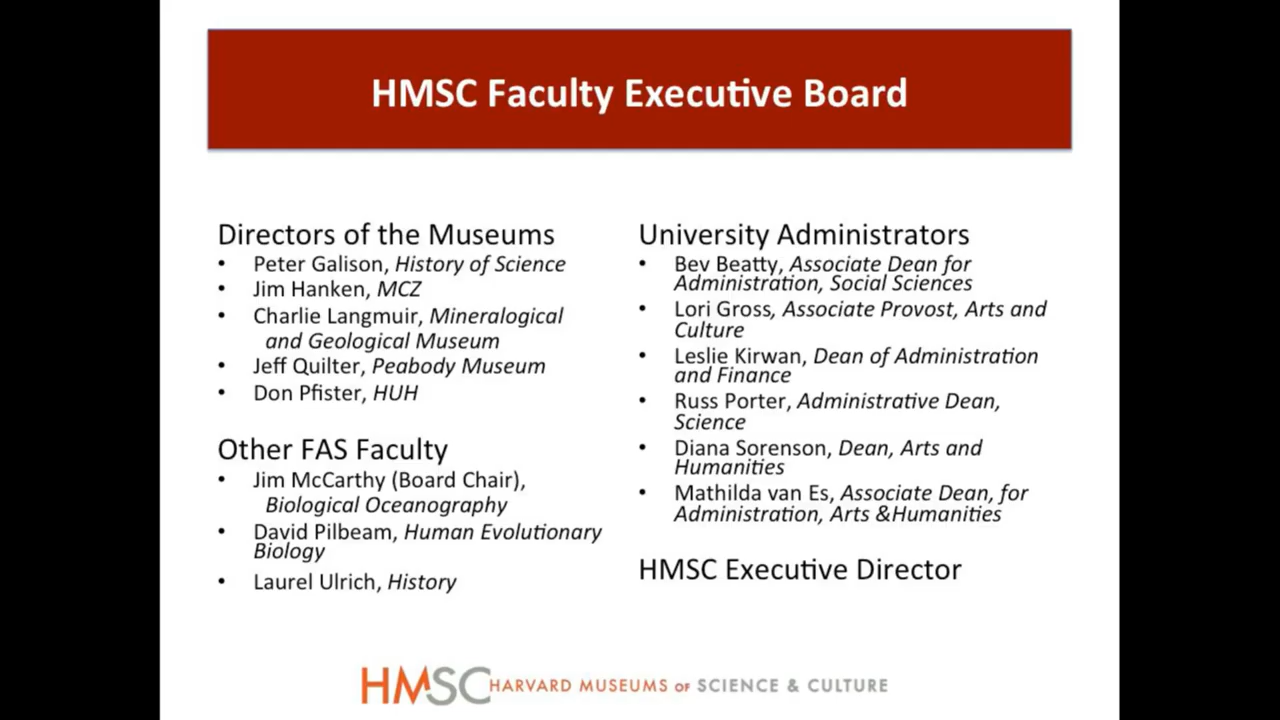 HMSC Faculty Executive Board
Directors of the Museums
• Peter Galison, History of Science
• Jim Hanken, MCZ
• Charlie Langmuir, Mineralogical
and Geological Museum
• Jeff Quilter, Peabody Museum
• Don Pfister, HUH
Other FAS Faculty
• Jim McCarthy (Board Chair),
Biological Oceanography
• David Pilbeam, Human Evolutionary
Biology
• Laurel Ulrich, History
University Administrators
• Bev Beatty, Associate Dean for
Administration, Social Sciences
• Lori Gross, Associate Provost, Arts and
Culture
• Leslie Kirwan, Dean of Administration
and Finance
• Russ Porter, Administrative Dean,
Science
• Diana Sorenson, Dean, Arts and
Humanities
• Mathilda van Es, Associate Dean, for
Administration, Arts &Humanities
HMSC Executive Director
HMSC HARVARD MUSEUMS OF SCIENCE & CULTURE